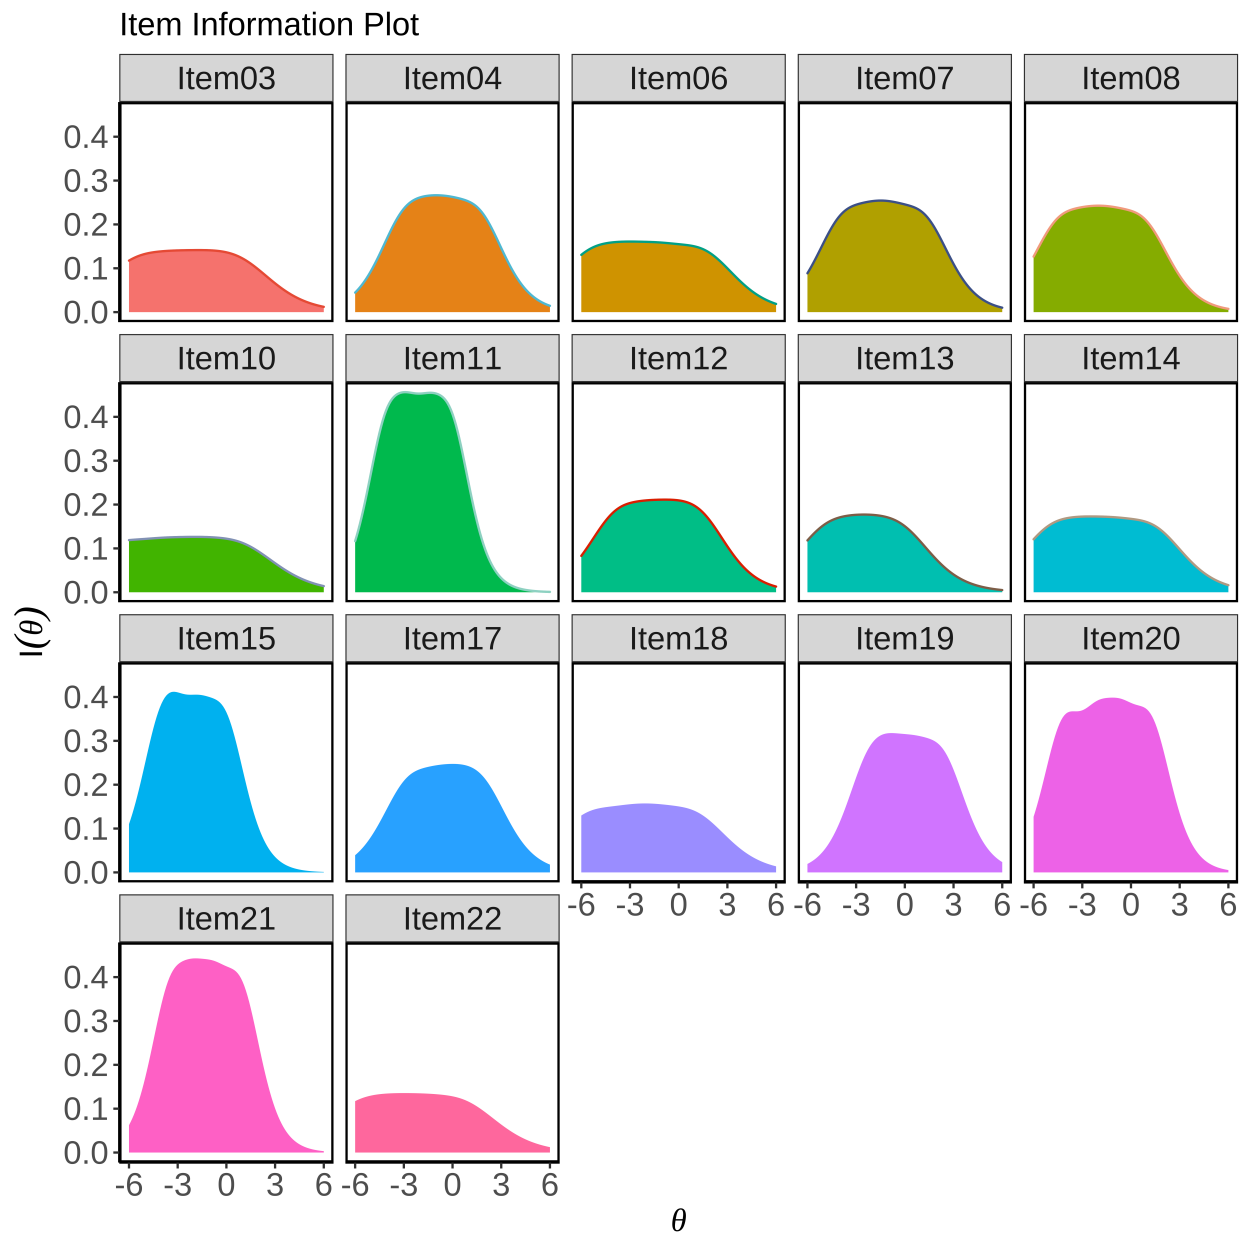 Item Information Plot
Item03 Item04 Item06 Item07 Item08
0.4
0.3
0.2
0.1
0.0
Item10 Item11 Item12 Item13 Item14
0.4
0.3
0.2
0.1
0.0
I(θ)
Item15 Item17 Item18 Item19 Item20
0.4
0.3
0.2
0.1
0.0
-6 -3 0 3 6 -6 -3 0 3 6 -6 -3 0 3 6
Item21 Item22
0.4
0.3
0.2
0.1
0.0
-6 -3 0 3 6 -6 -3 0 3 6
θ